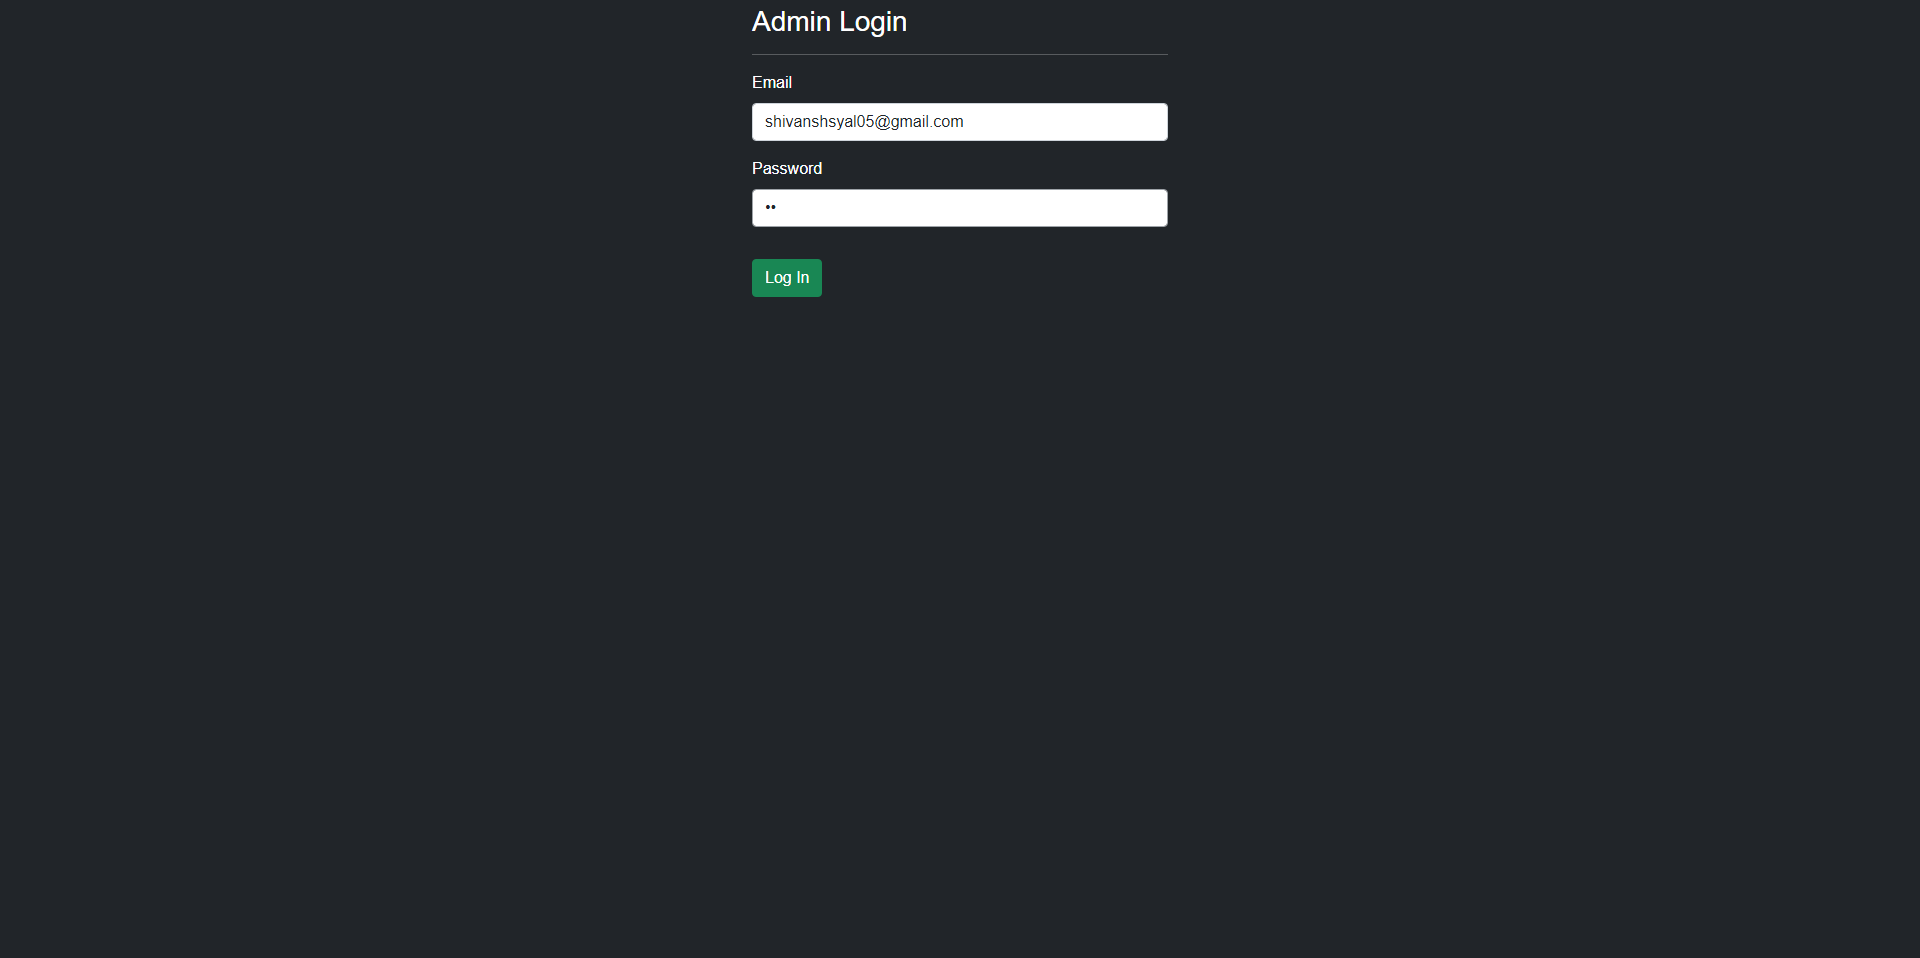 Admin Login
Email
shivanshsyal05@gmail.com
Password
••
Log In